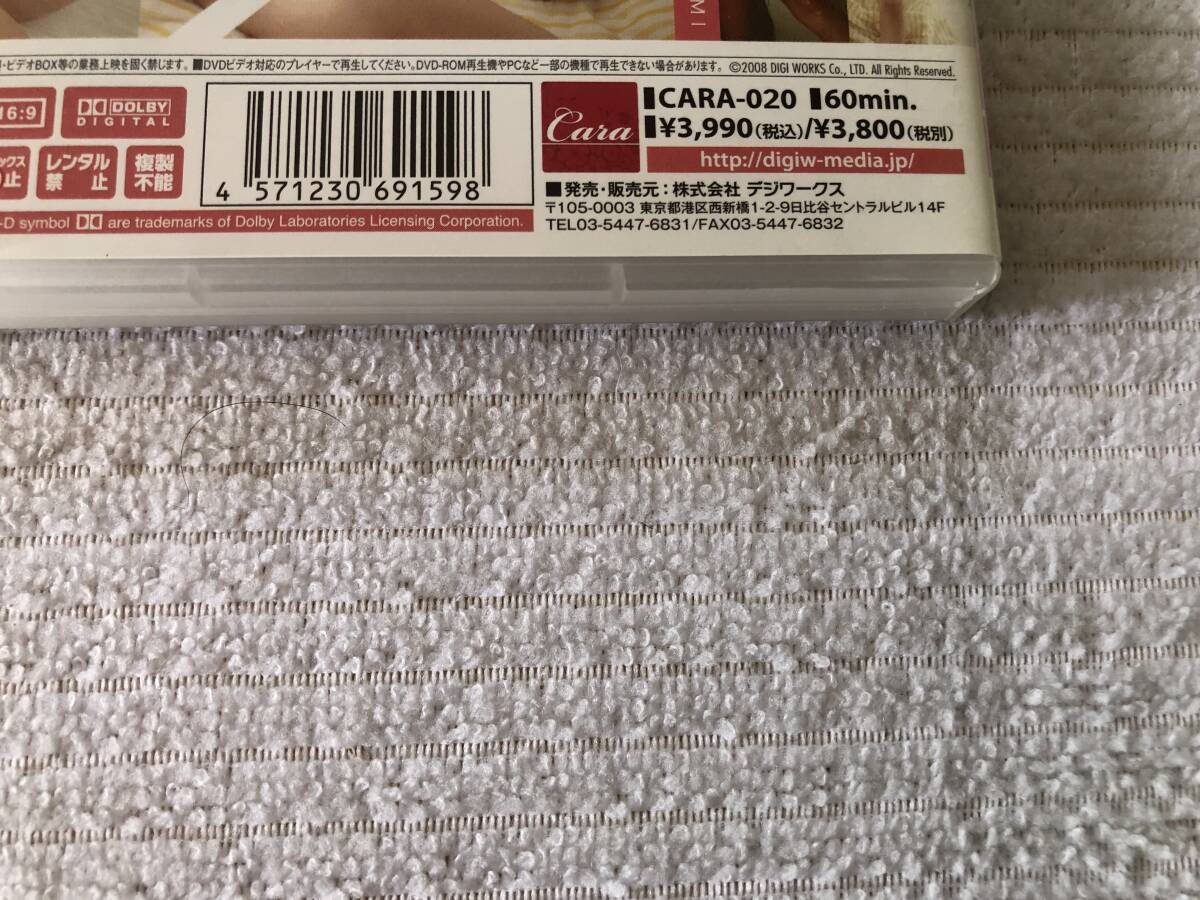 MI
ビデオBOX等の業務上映を固く禁じます。 ■DVDビデオ対応のプレイヤーで再生してください。DVD-ROM再生機やPCなど一部の機種で再生できない場合があります。 ©2008 DIGI WORKS Co., LTD. All Rights Reserved.
16:9
DOLBY
DIGITAL
ックス
止
レンタル
禁止
複製
不能
4 571230 691598
Cara
CARA-020 60min.
¥3,990(税込)/¥3,800(税別)
http://digiw-media.jp/
■発売・販売元:株式会社 デジワークス
〒105-0003 東京都港区西新橋1-2-9日比谷セントラルビル14F
TEL03-5447-6831/FAX03-5447-6832
-D symbol are trademarks of Dolby Laboratories Licensing Corporation.